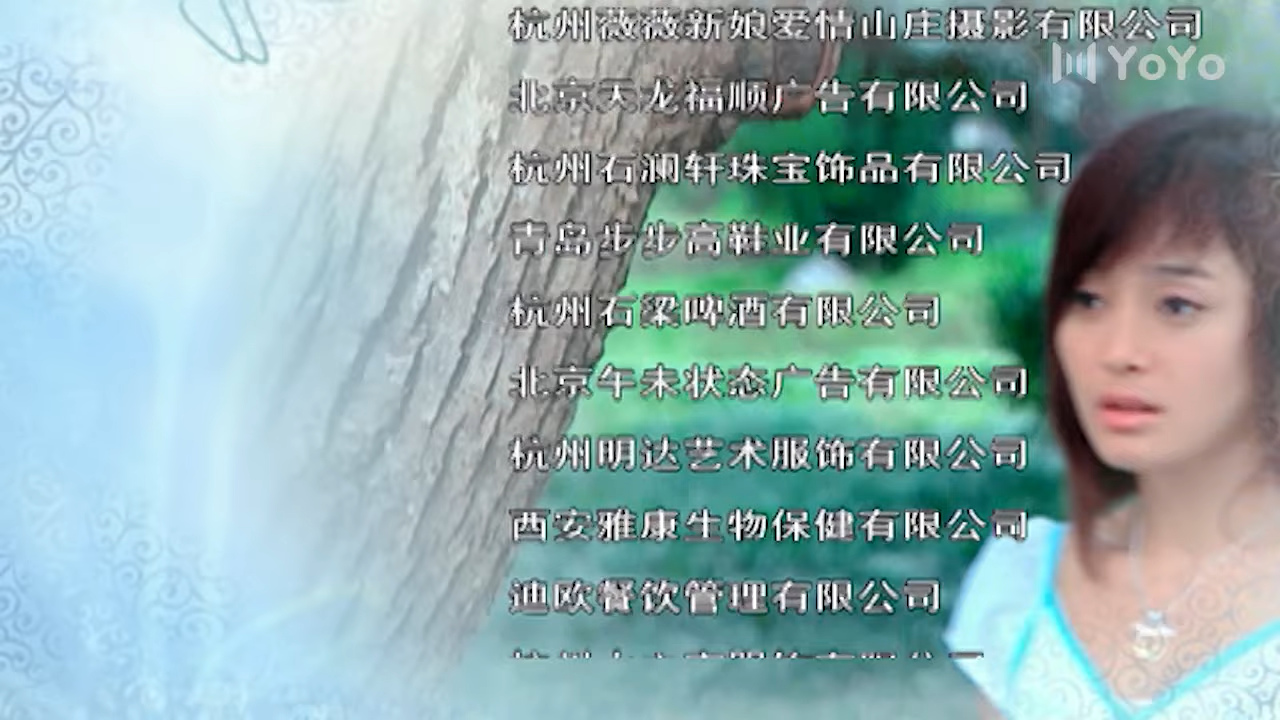 杭州薇薇新娘爱情山庄摄影有限公司
YoYo
北京天龙福顺广告有限公司
杭州石澜轩珠宝饰品有限公司
青岛步步高鞋业有限公司
杭州石梁啤酒有限公司
北京午未状态广告有限公司
杭州明达艺术服饰有限公司
西安雅康生物保健有限公司
迪欧餐饮管理有限公司